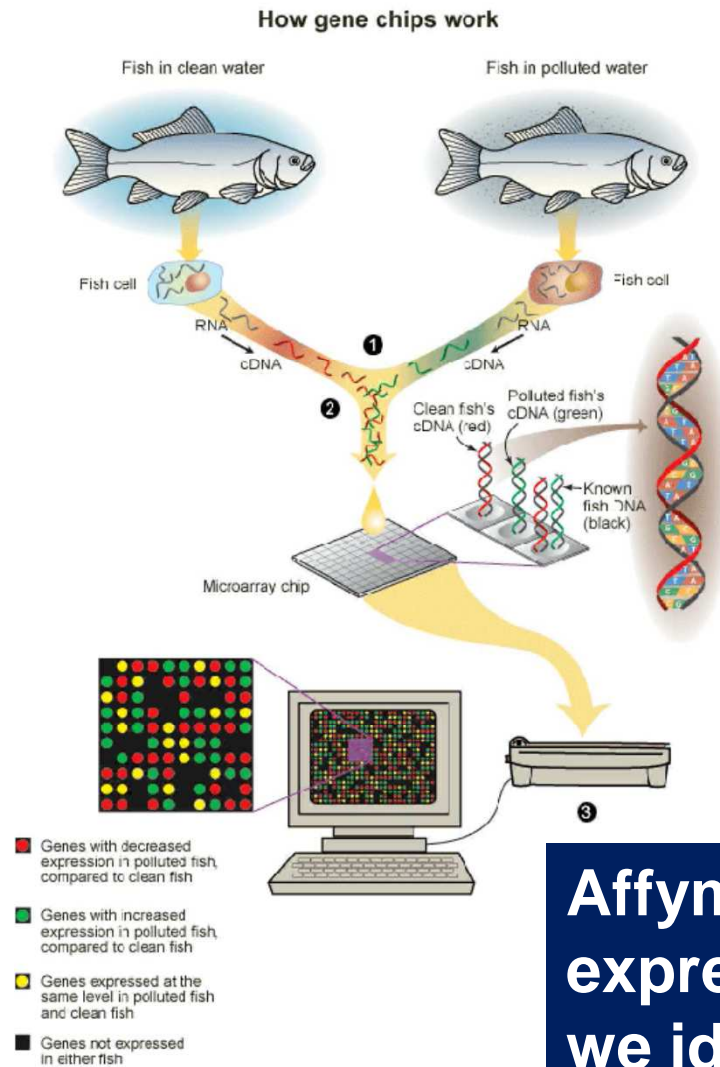 How gene chips work
Fish in clean water
Fish in polluted water
Fish cell
Fish cell
RNA
RNA
cDNA
cDNA
1
2
Clean fish's
cDNA (red)
Polluted fish's
cDNA (green)
Known
fish DNA
(black)
Microarray chip
3
Genes with decreased
expression in polluted fish,
compared to clean fish
Genes with increased
expression in polluted fish,
compared to clean fish
Genes expressed at the
same level in polluted fish
and clean fish
Genes not expressed
in either fish
we